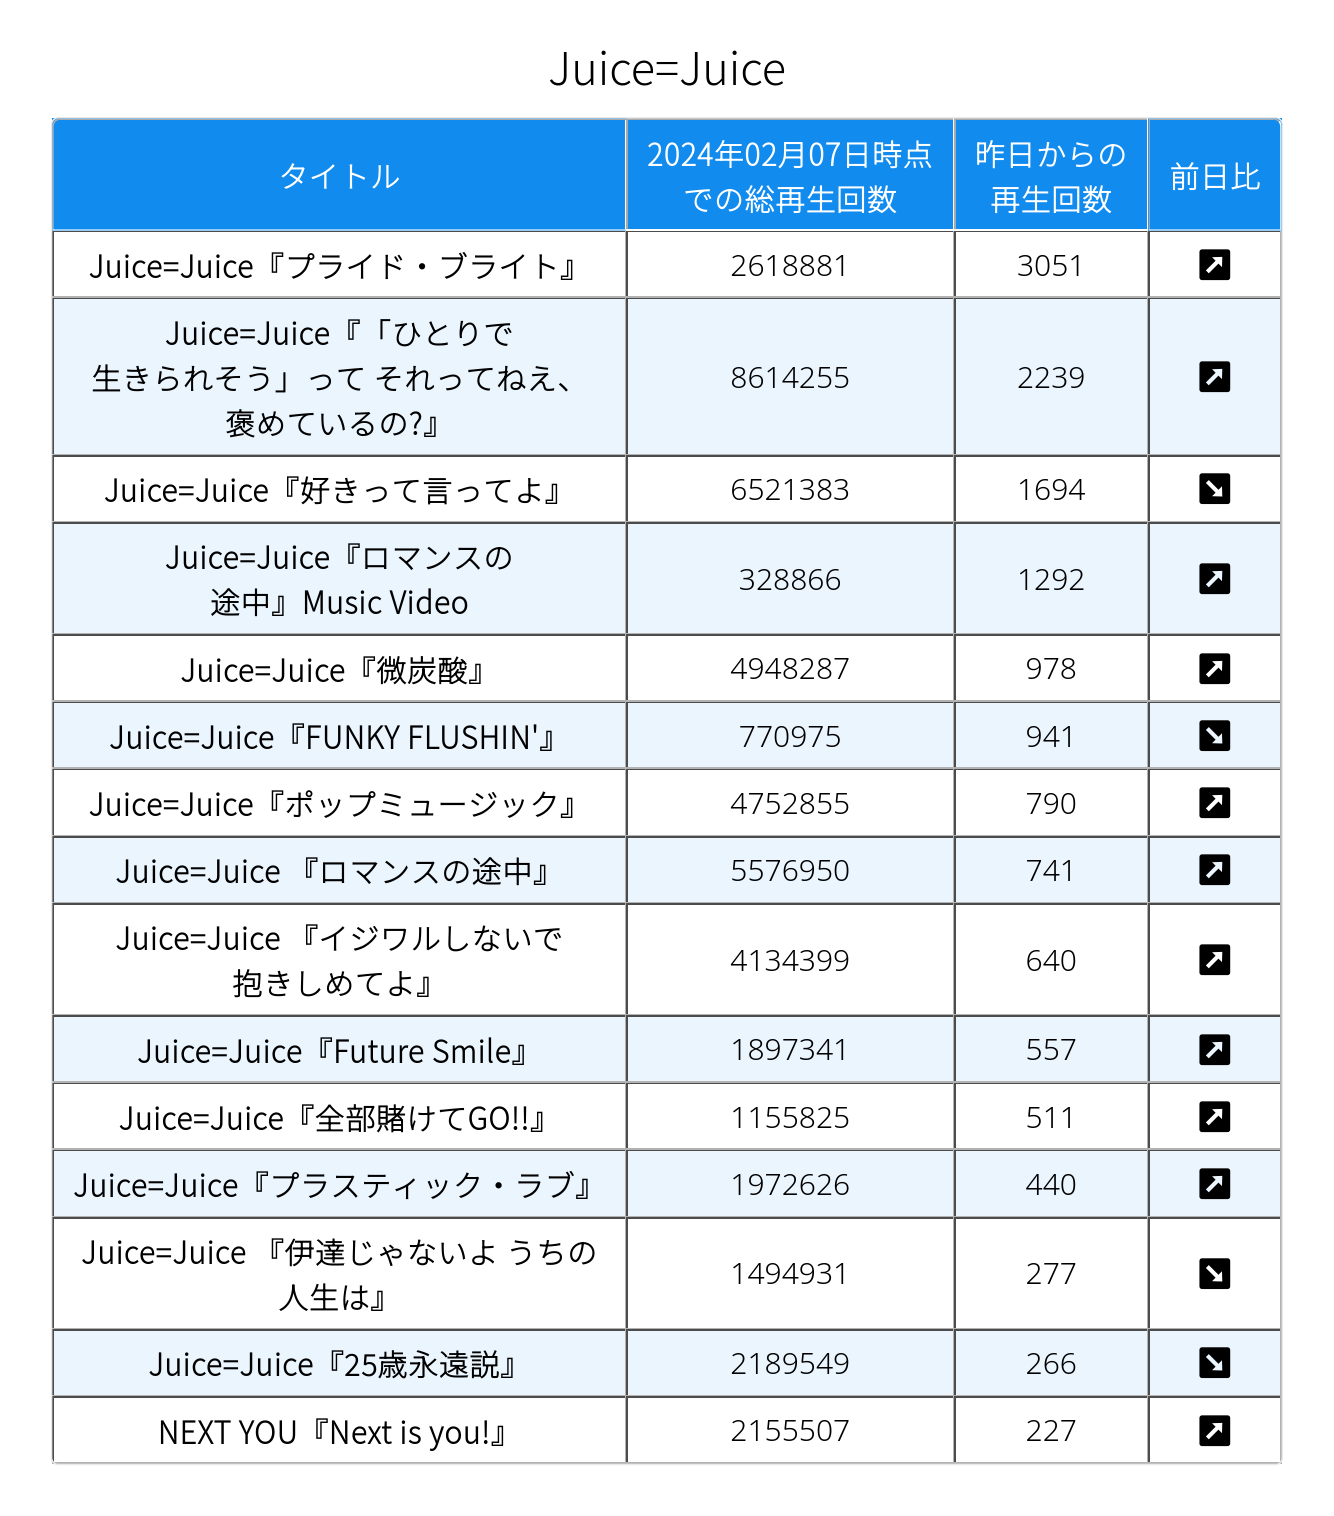 Juice=Juice
タイトル
2024年02月07日時点
での総再生回数
昨日からの
再生回数
前日比
Juice=Juice『プライド・ブライト』
2618881
3051
Juice=Juice『「ひとりで
生きられそう」って それってねえ、
褒めているの?』
8614255
2239
Juice=Juice『好きって言ってよ』
6521383
1694
Juice=Juice『ロマンスの
途中』Music Video
328866
1292
Juice=Juice『微炭酸』
4948287
978
Juice=Juice『FUNKY FLUSHIN'』
770975
941
Juice=Juice『ポップミュージック』
4752855
790
Juice=Juice 『ロマンスの途中』
5576950
741
Juice=Juice 『イジワルしないで
抱きしめてよ』
4134399
640
Juice=Juice『Future Smile』
1897341
557
Juice=Juice『全部賭けてGO!!』
1155825
511
Juice=Juice『プラスティック・ラブ』
1972626
440
Juice=Juice 『伊達じゃないよ うちの
人生は』
1494931
277
Juice=Juice『25歳永遠説』
2189549
266
NEXT YOU『Next is you!』
2155507
227